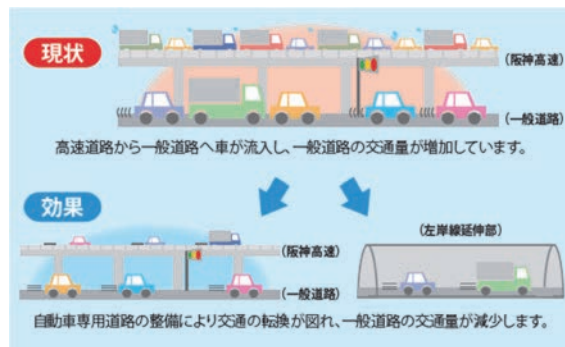 現状
(阪神高速)
(一般道路)
高速道路から一般道路へ車が流入し、一般道路の交通量が増加しています。
効果
(左岸線延伸部)
(阪神高速)
(一般道路)
自動車専用道路の整備により交通の転換が図れ、一般道路の交通量が減少します。